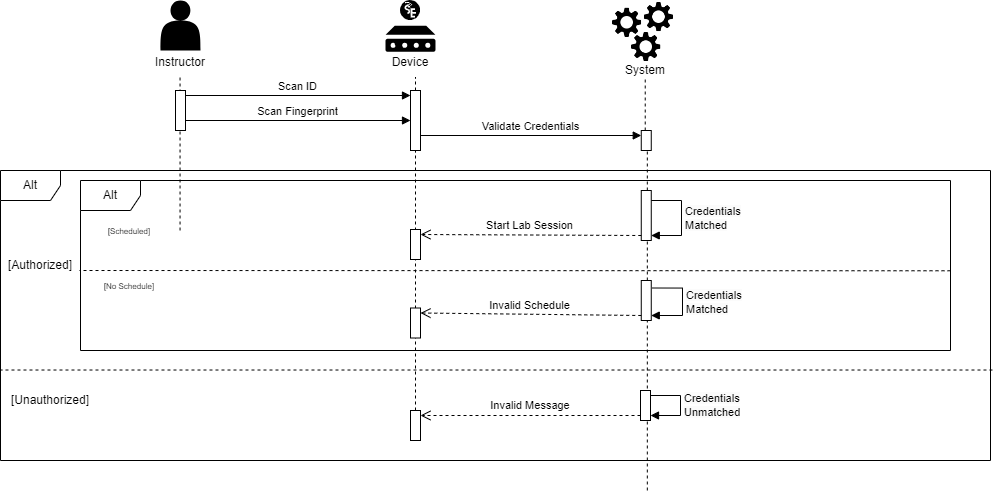 Instructor
Device
System
Scan ID
Scan Fingerprint
Validate Credentials
Alt
Alt
Credentials
Matched
Start Lab Session
[Scheduled]
[Authorized]
[No Schedule]
Credentials
Matched
Invalid Schedule
[Unauthorized]
Credentials
Unmatched
Invalid Message